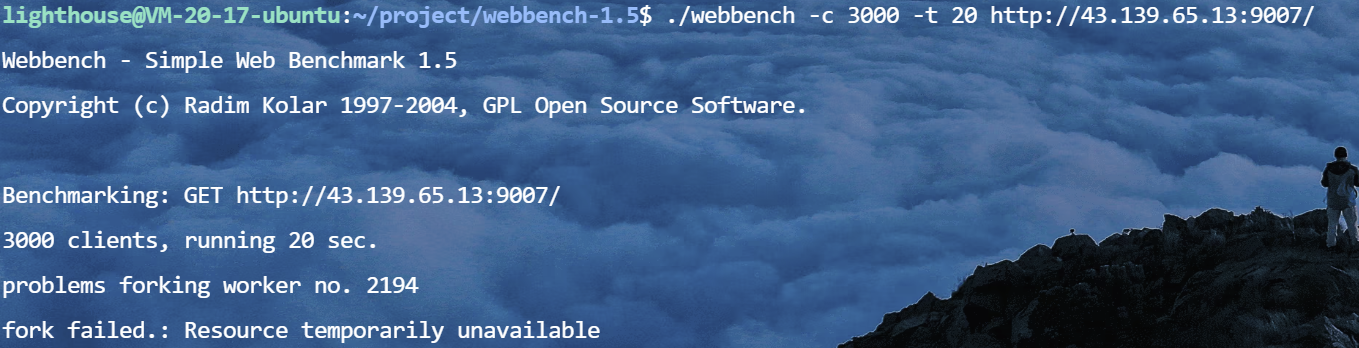 lighthouse@VM-20-17-ubuntu:~/project/webbench-1.5$ ./webbench -c 3000 -t 20 http://43.139.65.13:9007/
Webbench - Simple Web Benchmark 1.5
Copyright (c) Radim Kolar 1997-2004, GPL Open Source Software.
Benchmarking: GET http://43.139.65.13:9007/
3000 clients, running 20 sec.
problems forking worker no. 2194
fork failed.: Resource temporarily unavailable